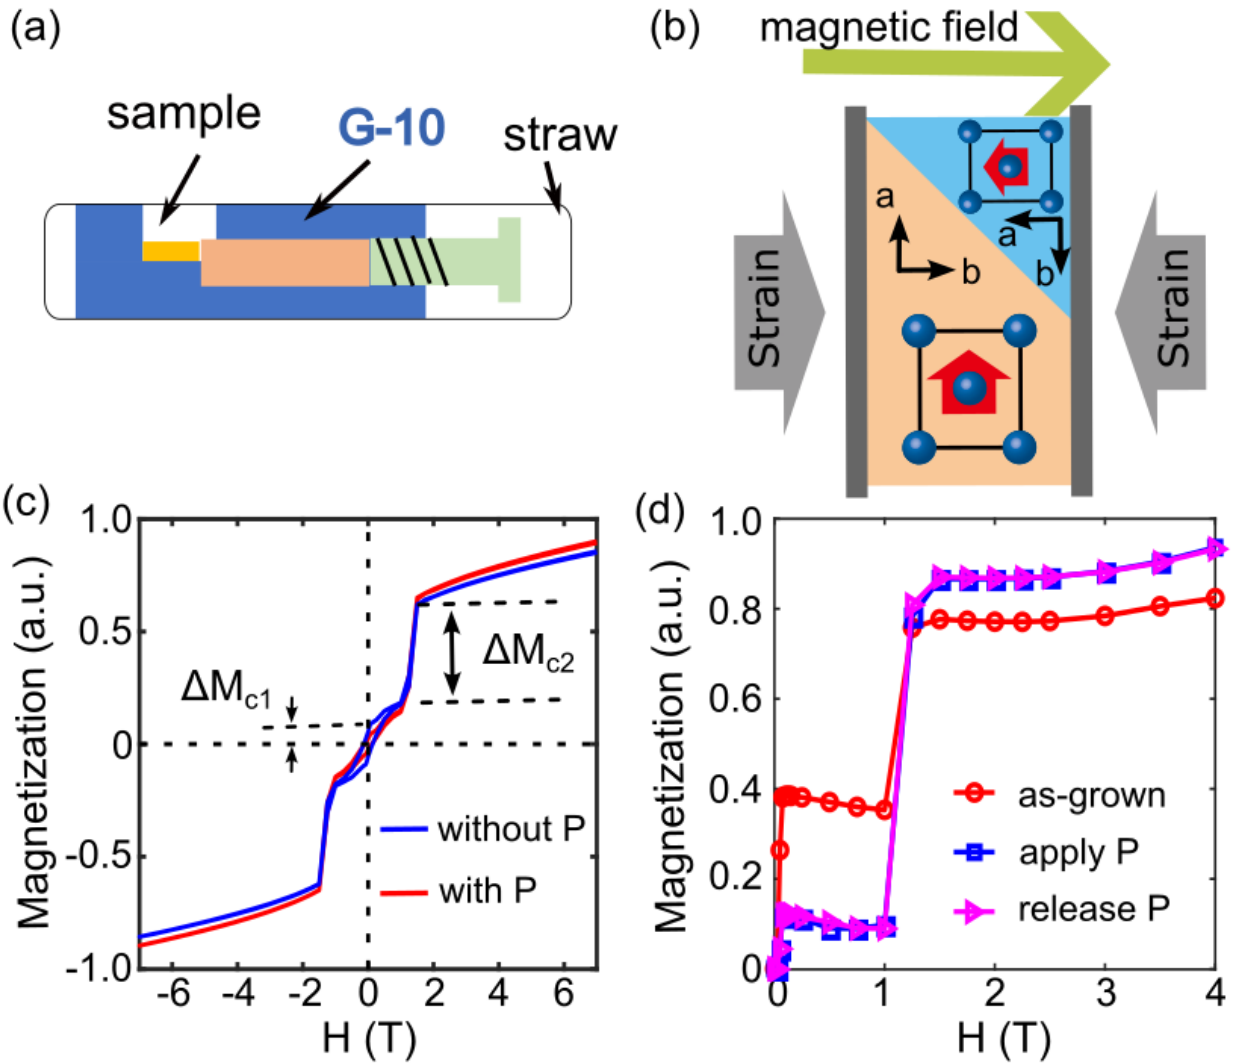 (a)
sample
G-10
straw
(b)
magnetic field
a
b
a
b
Strain
Strain
(c)
Magnetization (a.u.)
1.0
0.5
0
-0.5
-1.0
ΔMc1
ΔMc2
without P
with P
-6 -4 -2 0 2 4 6
H (T)
(d)
Magnetization (a.u.)
1.0
0.8
0.6
0.4
0.2
0
as-grown
apply P
release P
0 1 2 3 4
H (T)